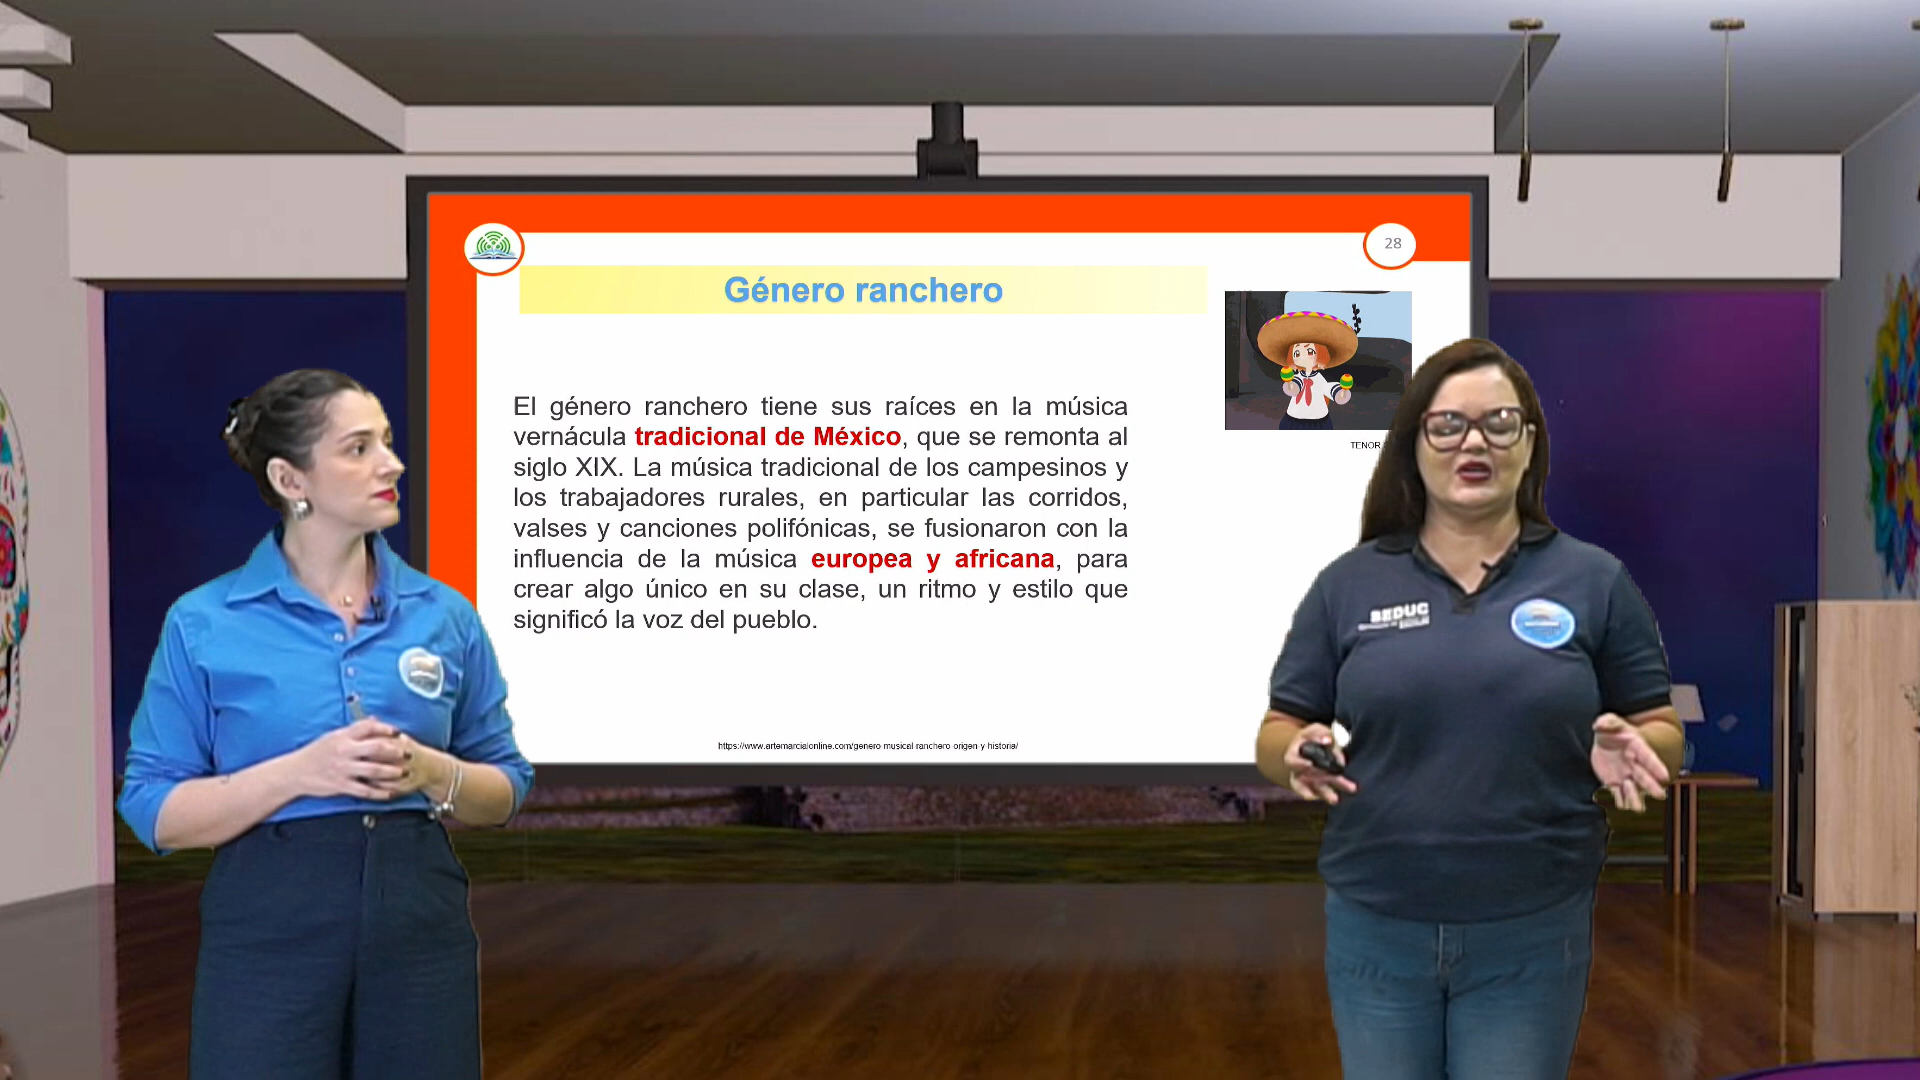 28
Género ranchero
El género ranchero tiene sus raíces en la música
vernácula tradicional de México, que se remonta al
siglo XIX. La música tradicional de los campesinos y
los trabajadores rurales, en particular las corridos,
valses y canciones polifónicas, se fusionaron con la
influencia de la música europea y africana, para
crear algo único en su clase, un ritmo y estilo que
significó la voz del pueblo.
TENOR
https://www.artemarcialonline.com/genero-musical-ranchero-origen-y-historia/
SEDUC